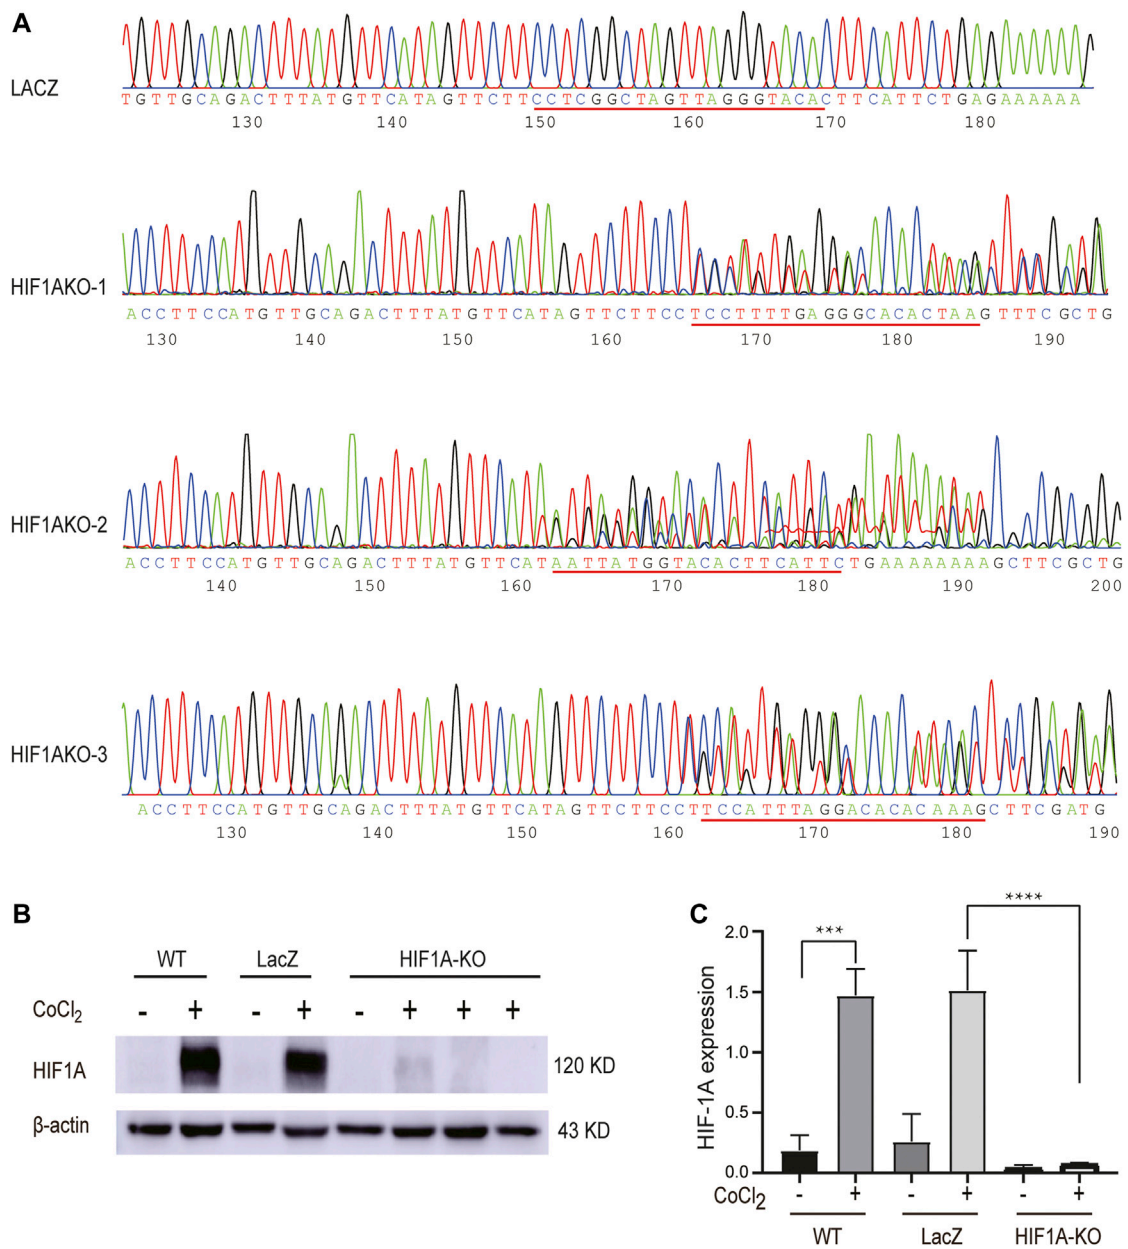 A
LACZ
TGTTGCAGACTTTATGTTCATAGTTCTTCCTCGGCTAGTTAGGGTACACTTCATTCTGAGAAAAAA
130 140 150 160 170 180
HIF1AKO-1
ACCTTCCATGTTGCAGACTTTATGTTCATAGTTCTTCCTCCTTTTGAGGGCACACTAAGTTTCGCTG
130 140 150 160 170 180 190
HIF1AKO-2
ACCTTCCATGTTGCAGACTTTATGTTCATAATTATGGTACACTTCATTCTGAAAAAAAAAGCTTCGCTG
140 150 160 170 180 190 200
HIF1AKO-3
ACCTTCCATGTTGCAGACTTTATGTTCATAGTTCTTCCTTCCATTTAGGACACACAAAGCTTCGATG
130 140 150 160 170 180 190
B
WT LacZ HIF1A-KO
CoCl2 - + - + - + + +
HIF1A 120 KD
β-actin 43 KD
C
*** ****
HIF-1A expression
2.0
1.5
1.0
0.5
0.0
CoCl2 - + - + - +
WT LacZ HIF1A-KO